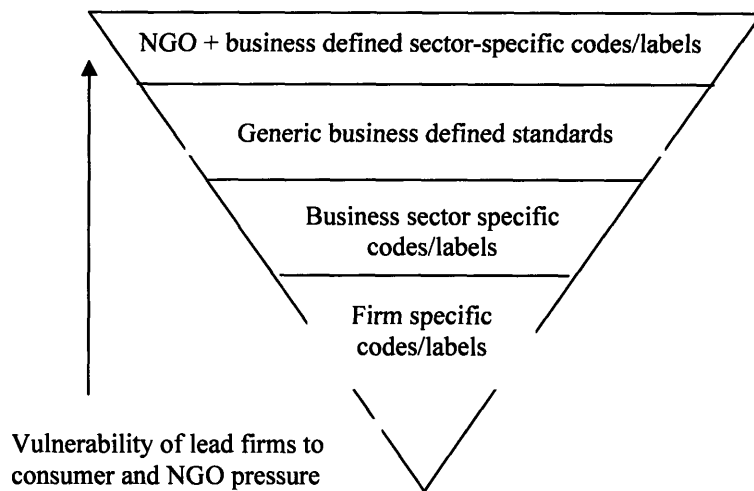 NGO + business defined sector-specific codes/labels
Generic business defined standards
Business sector specific
codes/labels
Firm specific
codes/labels
Vulnerability of lead firms to
consumer and NGO pressure